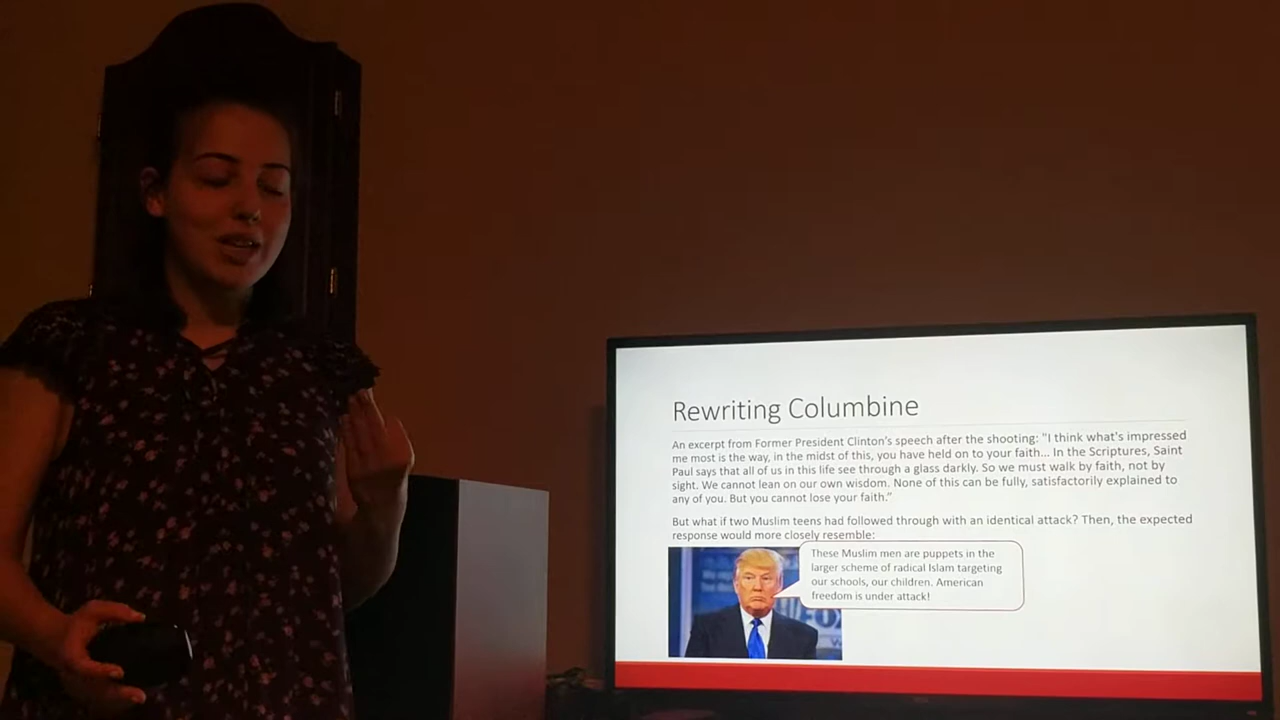 Rewriting Columbine
An excerpt from Former President Clinton's speech after the shooting: "I think what's impressed
me most is the way, in the midst of this, you have held on to your faith... In the Scriptures, Saint
Paul says that all of us in this life see through a glass darkly. So we must walk by faith, not by
sight. We cannot lean on our own wisdom. None of this can be fully, satisfactorily explained to
any of you. But you cannot lose your faith."
But what if two Muslim teens had followed through with an identical attack? Then, the expected
response would more closely resemble:
These Muslim men are puppets in the
larger scheme of radical Islam targeting
our schools, our children. American
freedom is under attack!